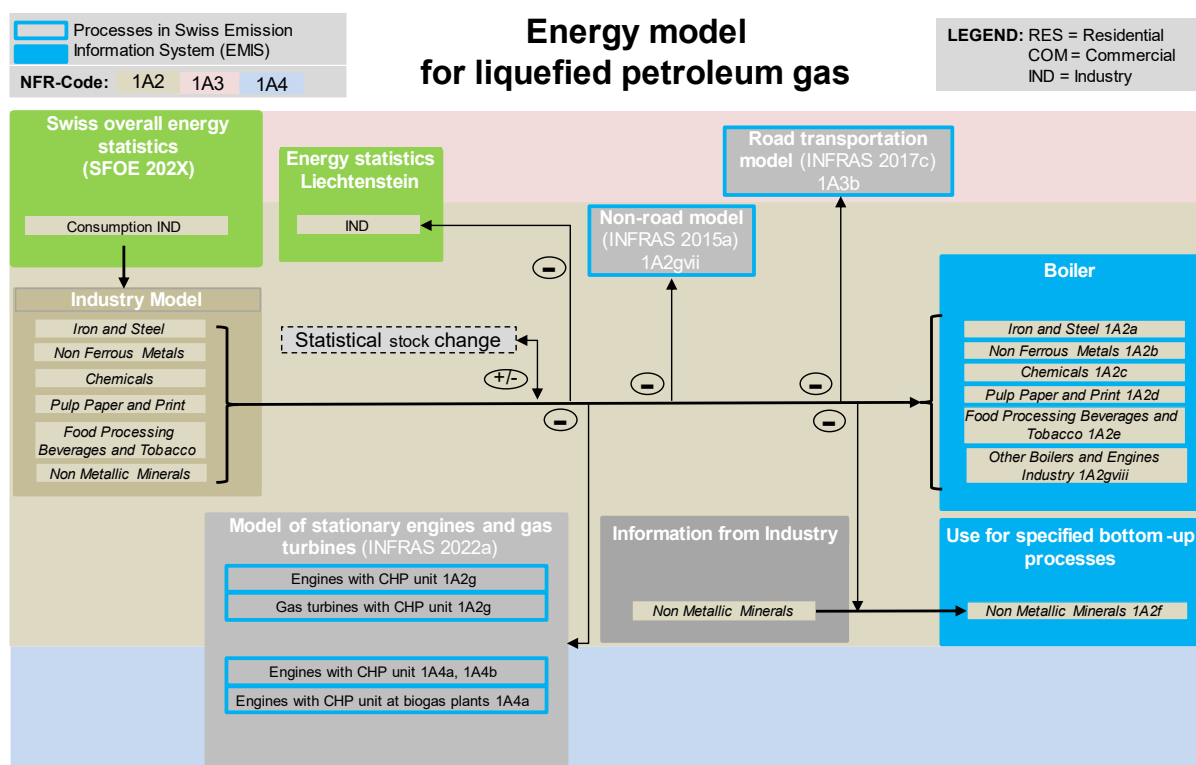 Processes in Swiss Emission
Information System (EMIS)
NFR-Code: 1A2 1A3 1A4
Energy model
for liquefied petroleum gas
LEGEND: RES = Residential
COM = Commercial
IND = Industry
Swiss overall energy
statistics
(SFOE 202X)
Consumption IND
Energy statistics
Liechtenstein
IND
Road transportation
model (INFRAS 2017c)
1A3b
Non-road model
(INFRAS 2015a)
1A2gvii
Industry Model
Iron and Steel
Non Ferrous Metals
Chemicals
Pulp Paper and Print
Food Processing
Beverages and Tobacco
Non Metallic Minerals
Statistical stock change
+/-
-
-
-
-
-
Boiler
Iron and Steel 1A2a
Non Ferrous Metals 1A2b
Chemicals 1A2c
Pulp Paper and Print 1A2d
Food Processing Beverages and
Tobacco 1A2e
Other Boilers and Engines
Industry 1A2gviii
Model of stationary engines and gas
turbines (INFRAS 2022a)
Engines with CHP unit 1A2g
Gas turbines with CHP unit 1A2g
Engines with CHP unit 1A4a, 1A4b
Engines with CHP unit at biogas plants 1A4a
Information from Industry
Non Metallic Minerals
Use for specified bottom-up
processes
Non Metallic Minerals 1A2f